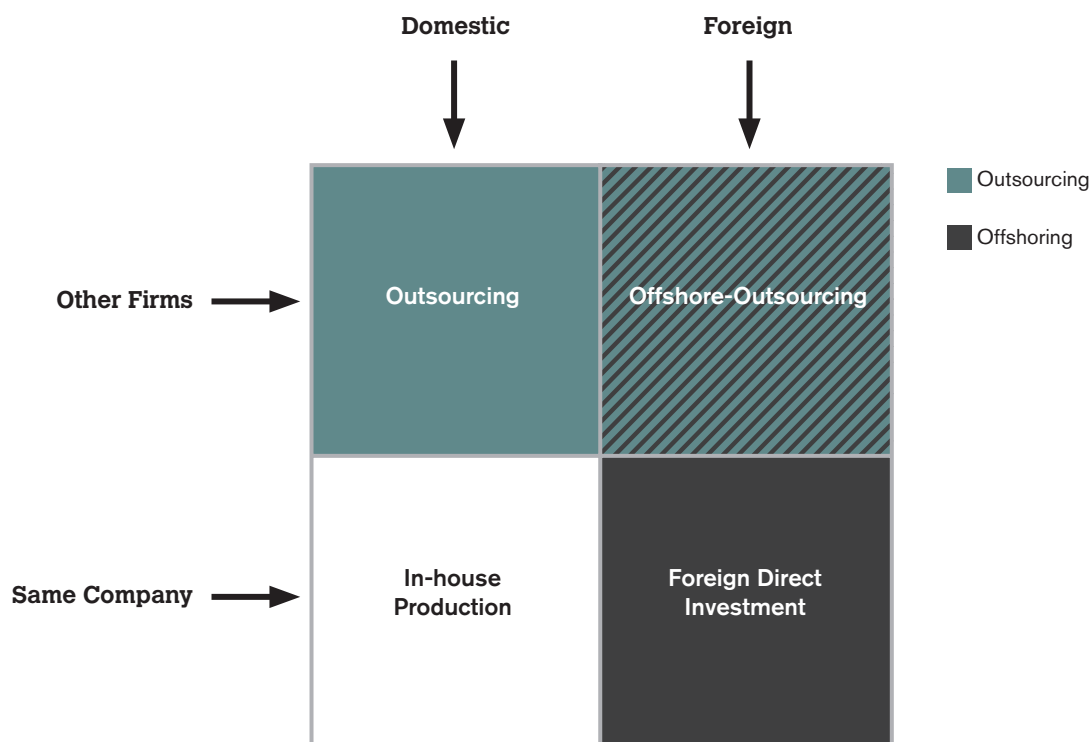 Domestic
Foreign
Outsourcing
Offshoring
Other Firms
Outsourcing
Offshore-Outsourcing
Same Company
In-house
Production
Foreign Direct
Investment